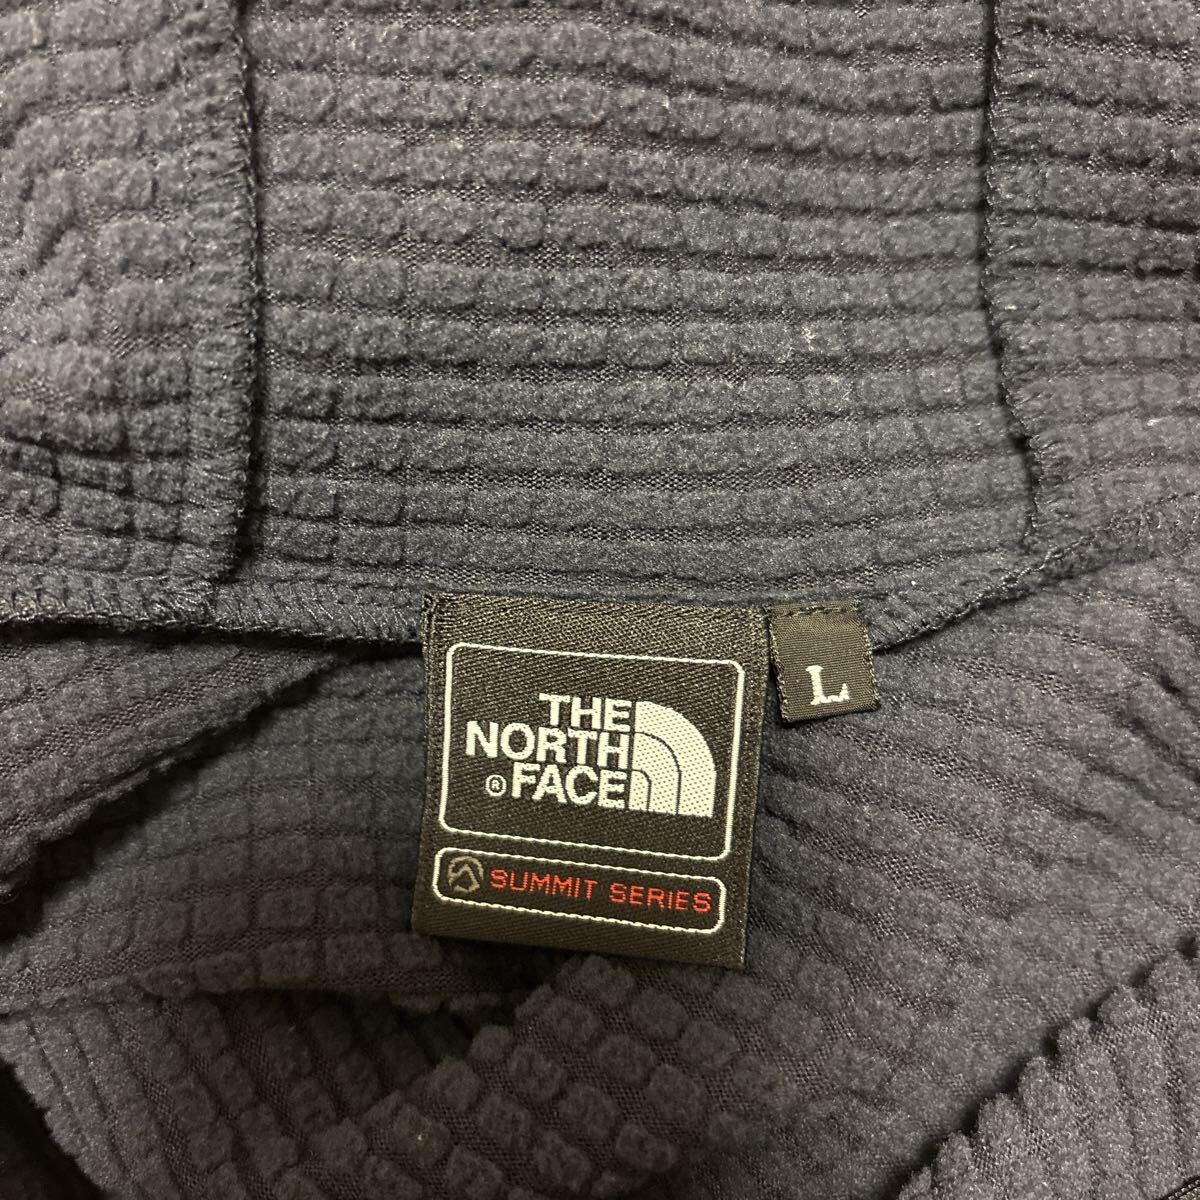 THE
NORTH
® FACE
SUMMIT SERIES
L